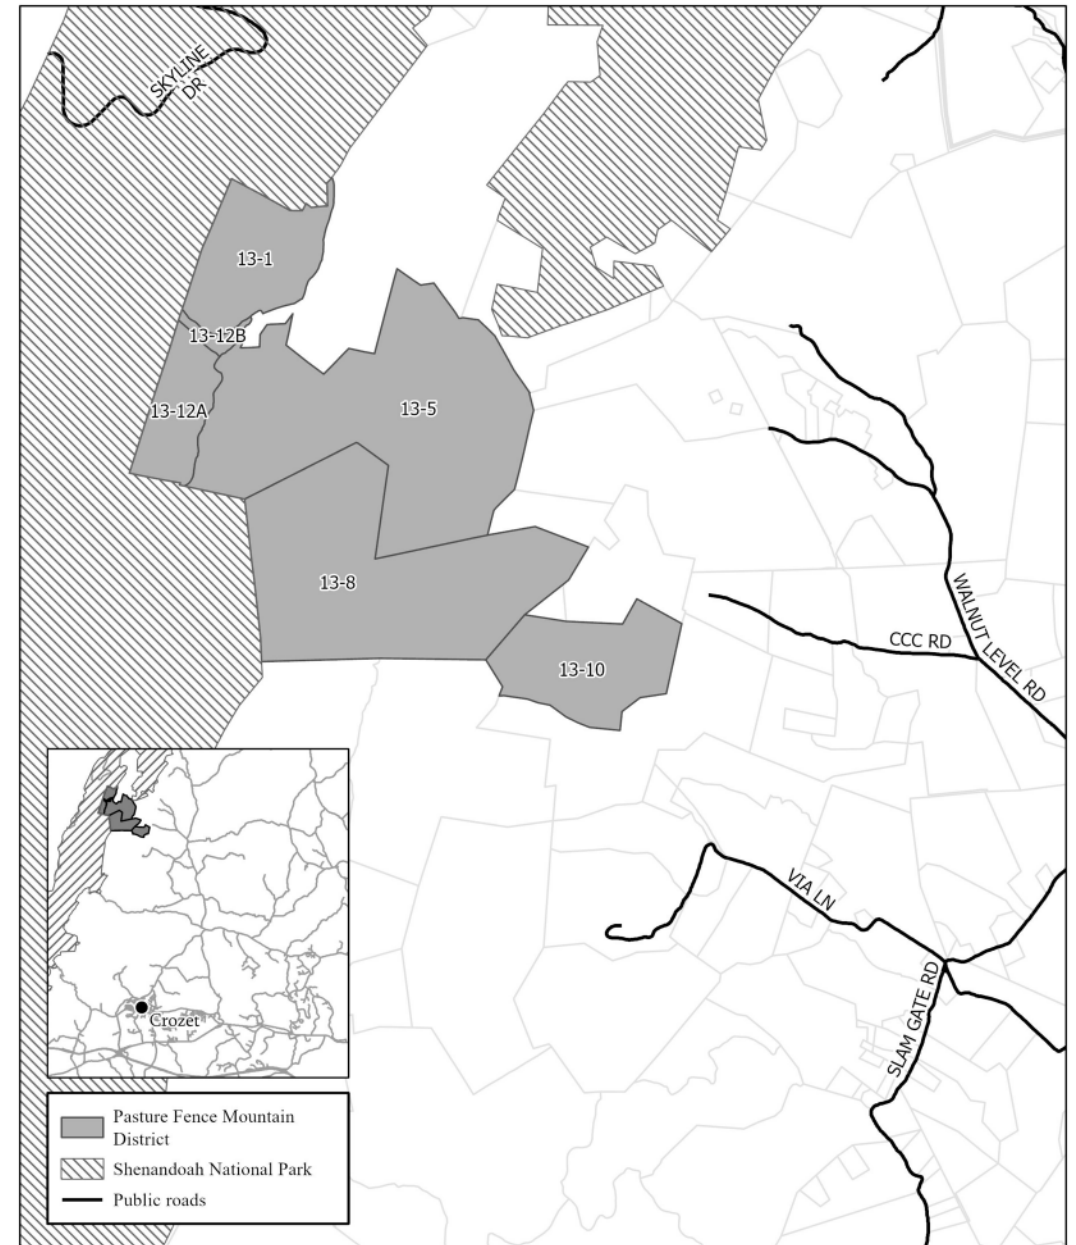 SKYLINE
DR
13-1
13-12B
13-12A
13-5
13-8
13-10
WALNUT LEVEL RD
CCC RD
VIA LN
SLAM GATE RD
Crozet
Pasture Fence Mountain
District
Shenandoah National Park
Public roads